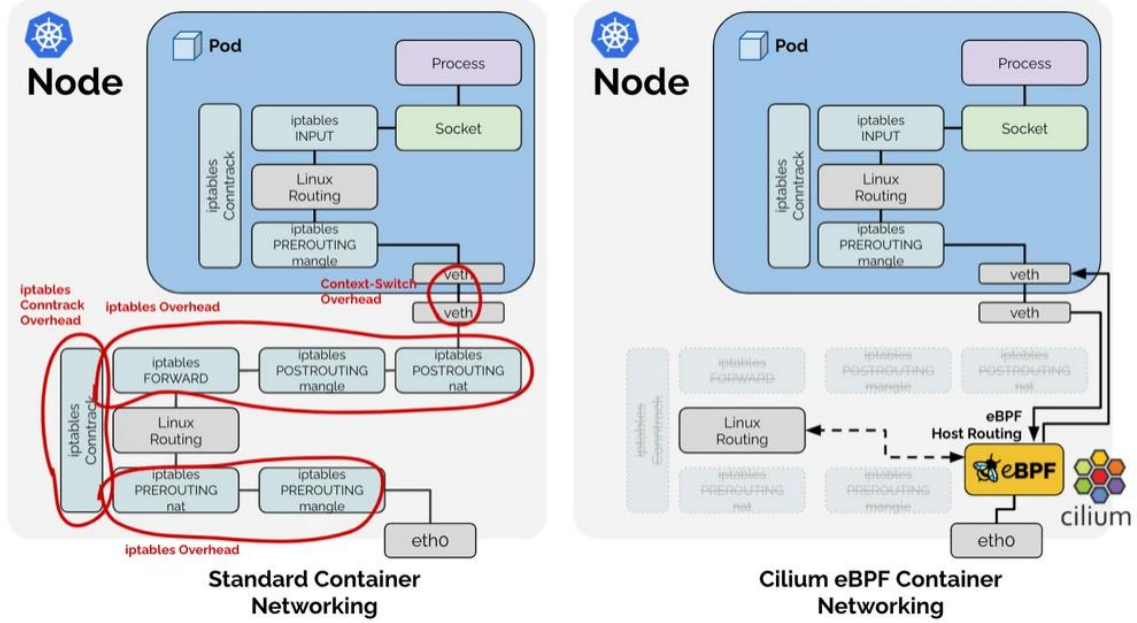 Node
Pod
Process
Socket
iptables
INPUT
iptables
Conntrack
Linux
Routing
iptables
PREROUTING
mangle
veth
veth
Context-Switch
Overhead
iptables
Conntrack
Overhead
iptables Overhead
iptables
Conntrack
iptables
FORWARD
iptables
POSTROUTING
mangle
iptables
POSTROUTING
nat
Linux
Routing
iptables
PREROUTING
nat
iptables
PREROUTING
mangle
iptables Overhead
eth0
Standard Container
Networking
Node
Pod
Process
Socket
iptables
INPUT
iptables
Conntrack
Linux
Routing
iptables
PREROUTING
mangle
veth
veth
iptables
Conntrack
iptables
FORWARD
iptables
POSTROUTING
mangle
iptables
POSTROUTING
nat
Linux
Routing
eBPF
Host Routing
eBPF
cilium
iptables
PREROUTING
nat
iptables
PREROUTING
mangle
eth0
Cilium eBPF Container
Networking